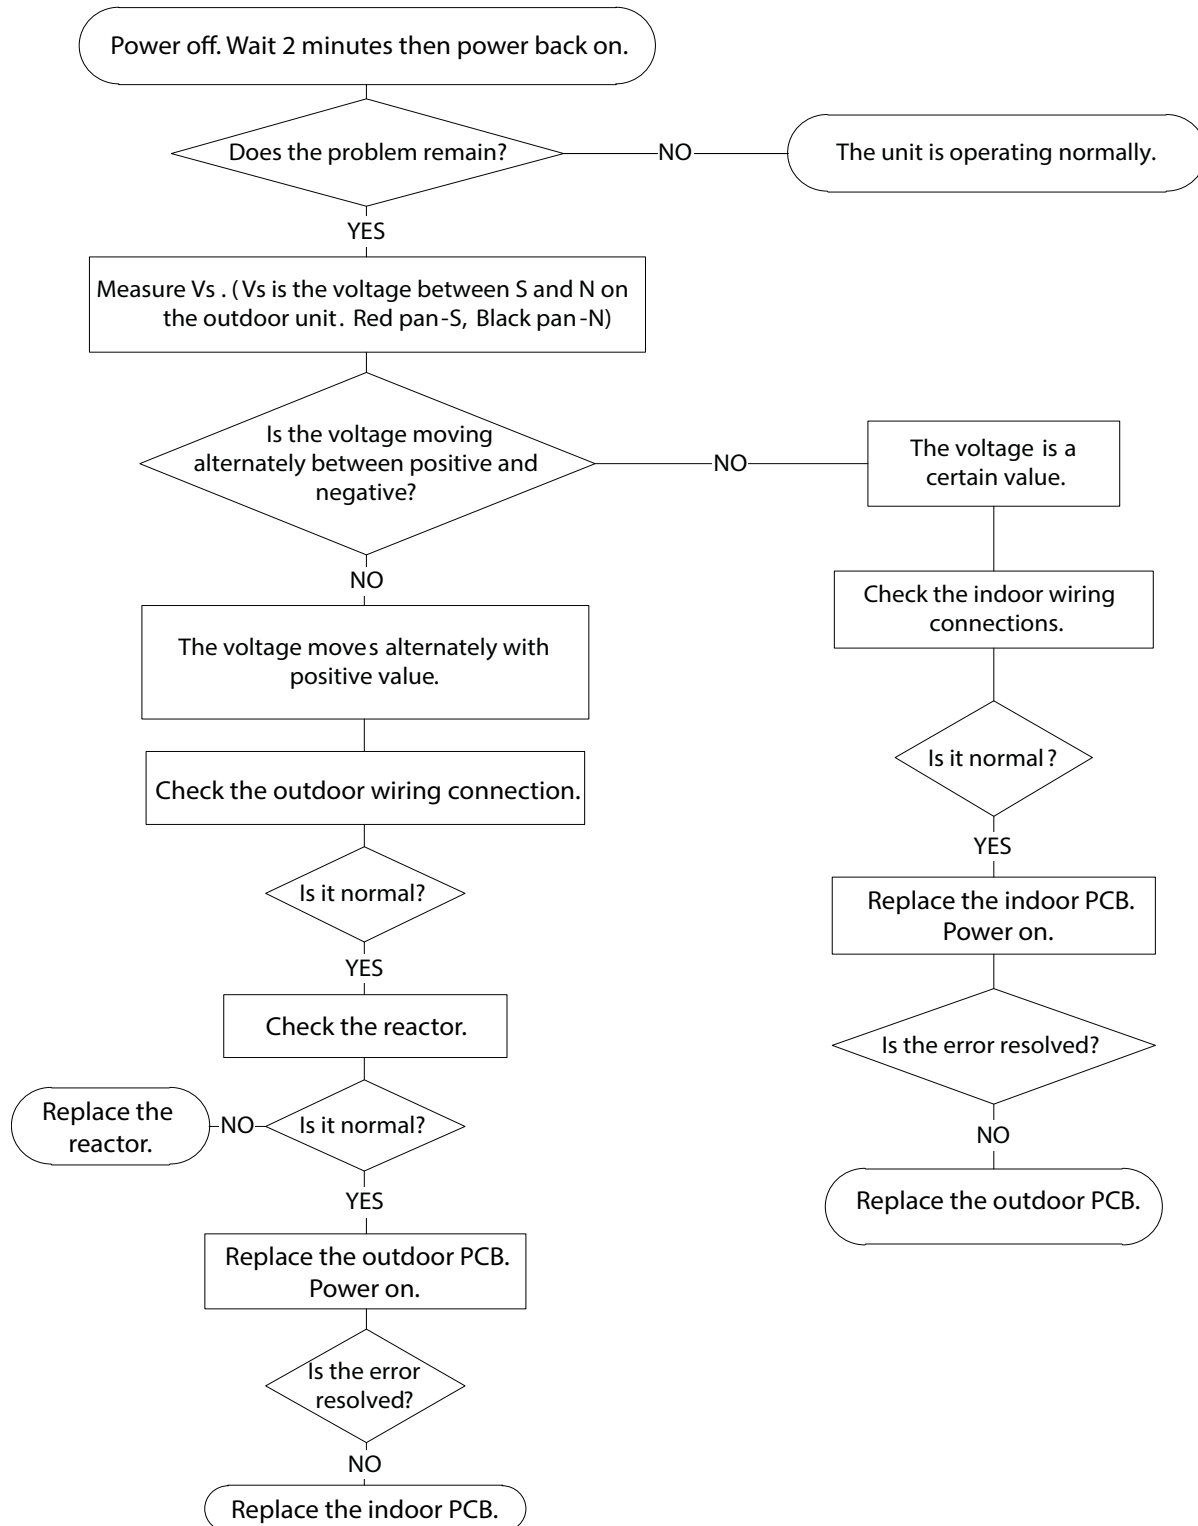 Power off. Wait 2 minutes then power back on.
Does the problem remain?
NO
The unit is operating normally.
YES
Measure Vs . (Vs is the voltage between S and N on
the outdoor unit. Red pan-S, Black pan-N)
Is the voltage moving
alternately between positive and
negative?
NO
The voltage is a
certain value.
NO
Check the indoor wiring
connections.
The voltage moves alternately with
positive value.
Is it normal?
Check the outdoor wiring connection.
YES
Is it normal?
Replace the indoor PCB.
Power on.
YES
Check the reactor.
Is the error resolved?
Replace the
reactor.
NO
Is it normal?
NO
YES
Replace the outdoor PCB.
Replace the outdoor PCB.
Power on.
Is the error
resolved?
NO
Replace the indoor PCB.